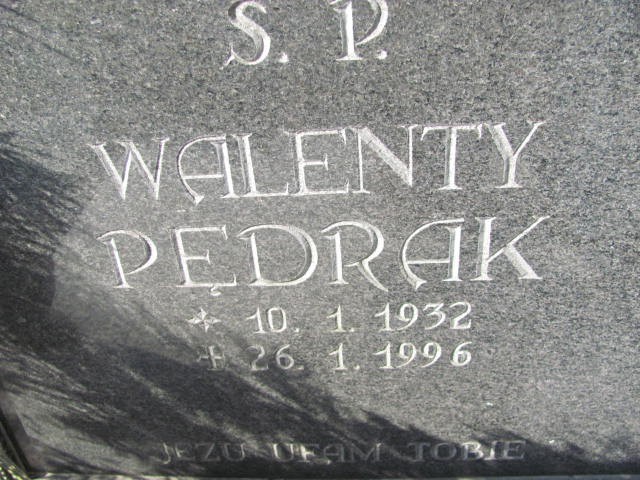 S. P.
WALENTY
PĘDRAK
* 10. 1. 1932
✝ 26. 1. 1996
JEZU UFAM TOBIE